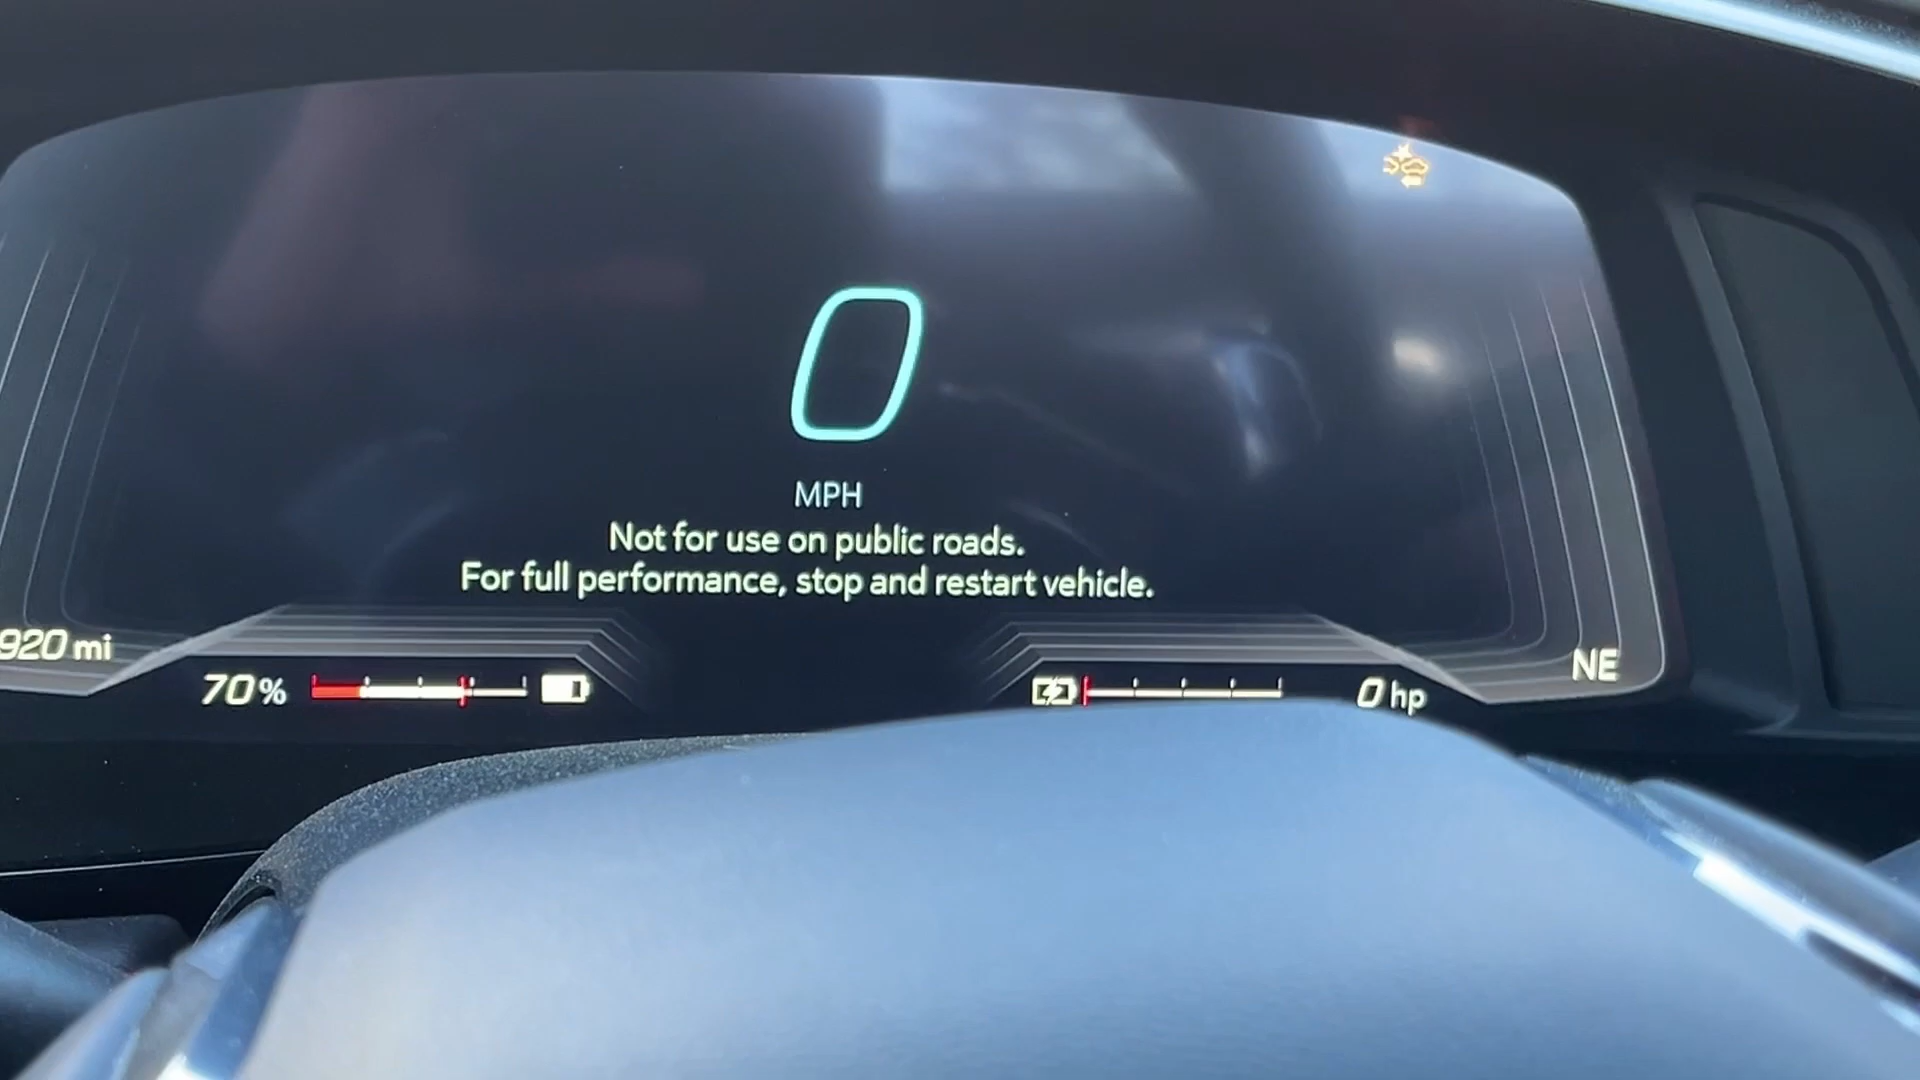 0
MPH
Not for use on public roads.
For full performance, stop and restart vehicle.
920 mi
NE
70%
0 hp